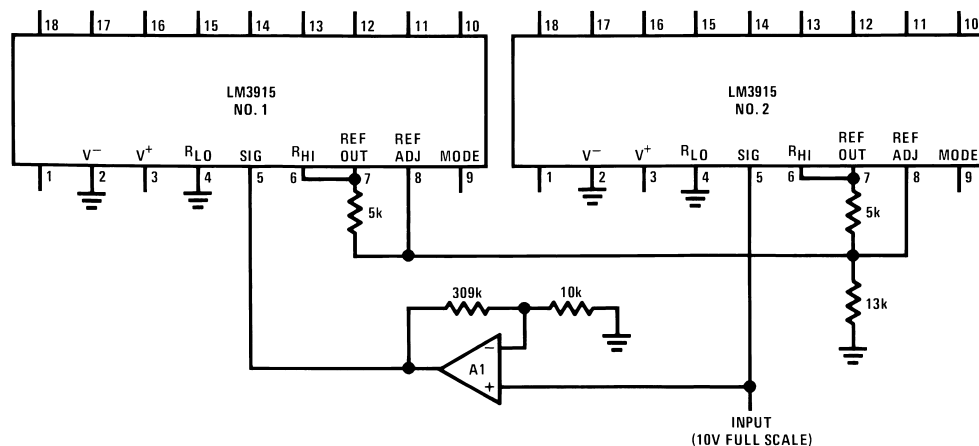 18 17 16 15 14 13 12 11 10
18 17 16 15 14 13 12 11 10
LM3915
NO. 1
LM3915
NO. 2
V− V+ RLO SIG RHI REF OUT REF ADJ MODE
V− V+ RLO SIG RHI REF OUT REF ADJ MODE
1 2 3 4 5 6 7 8 9
1 2 3 4 5 6 7 8 9
5k
5k
309k
10k
13k
−
A1
+
INPUT
(10V FULL SCALE)